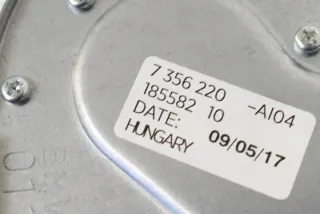 7 356 220 -AI04
185582 10
DATE: 09/05/17
HUNGARY